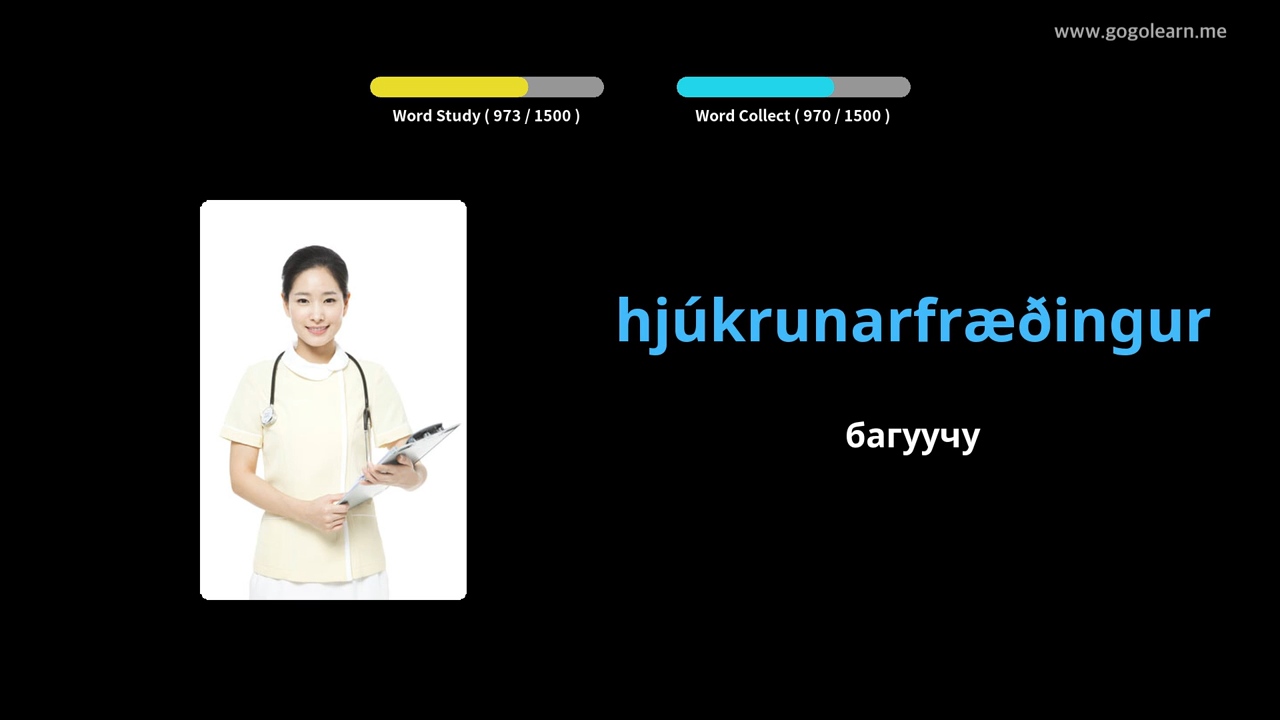 www.gogolearn.me
Word Study ( 973 / 1500 )
Word Collect ( 970 / 1500 )
hjúkrunarfræðingur
багуучу